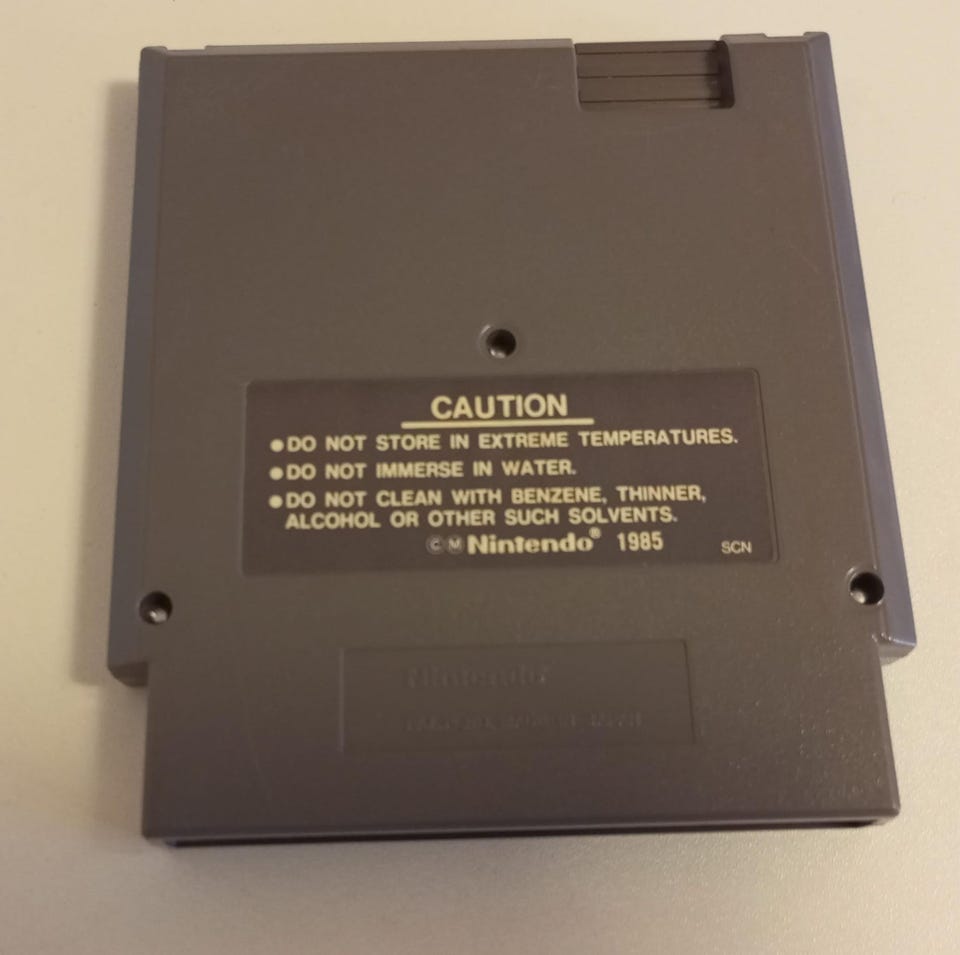 CAUTION
●DO NOT STORE IN EXTREME TEMPERATURES.
●DO NOT IMMERSE IN WATER.
●DO NOT CLEAN WITH BENZENE, THINNER,
ALCOHOL OR OTHER SUCH SOLVENTS.
ⒸⓂNintendo® 1985 SCN
Nintendo®